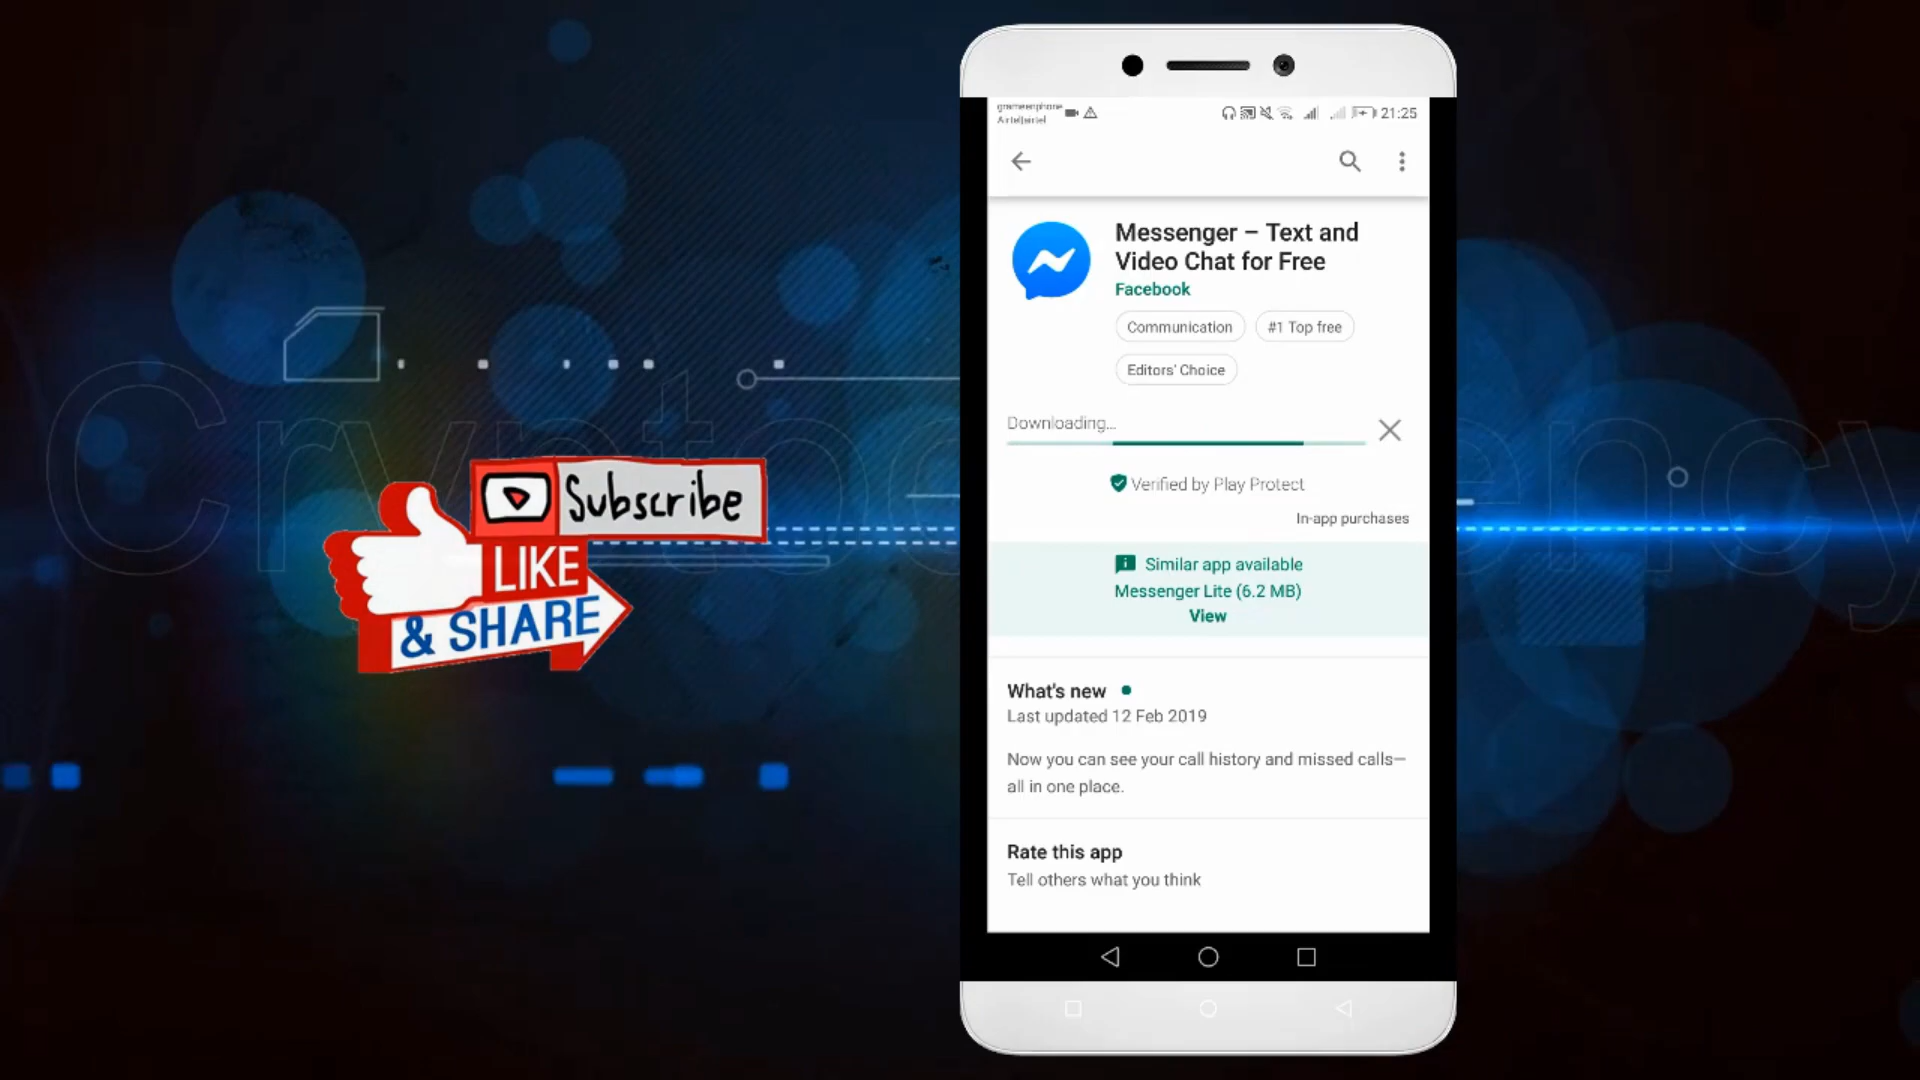 Subscribe
LIKE
& SHARE
grameenphone
Airtel|airtel
21:25
Messenger – Text and
Video Chat for Free
Facebook
Communication
#1 Top free
Editors' Choice
Downloading...
Verified by Play Protect
In-app purchases
Similar app available
Messenger Lite (6.2 MB)
View
What's new
Last updated 12 Feb 2019
Now you can see your call history and missed calls—
all in one place.
Rate this app
Tell others what you think